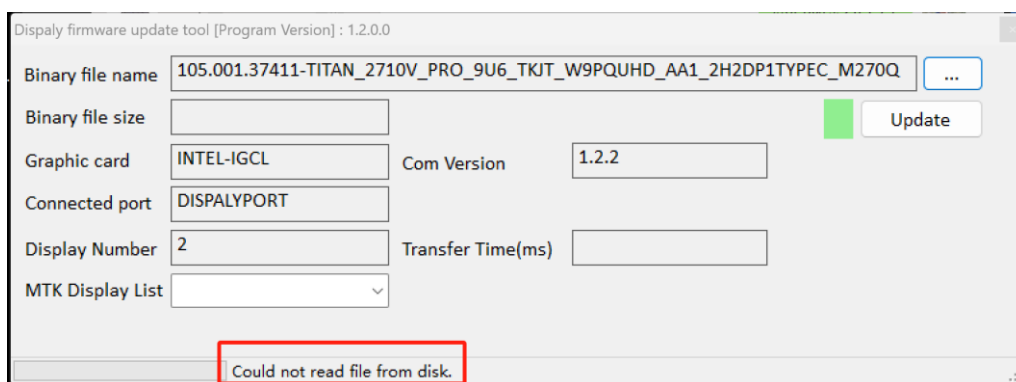 Dispaly firmware update tool [Program Version] : 1.2.0.0
Binary file name 105.001.37411-TITAN_2710V_PRO_9U6_TKJT_W9PQUHD_AA1_2H2DP1TYPEC_M270Q ...
Binary file size Update
Graphic card INTEL-IGCL Com Version 1.2.2
Connected port DISPALYPORT
Display Number 2 Transfer Time(ms)
MTK Display List
Could not read file from disk.